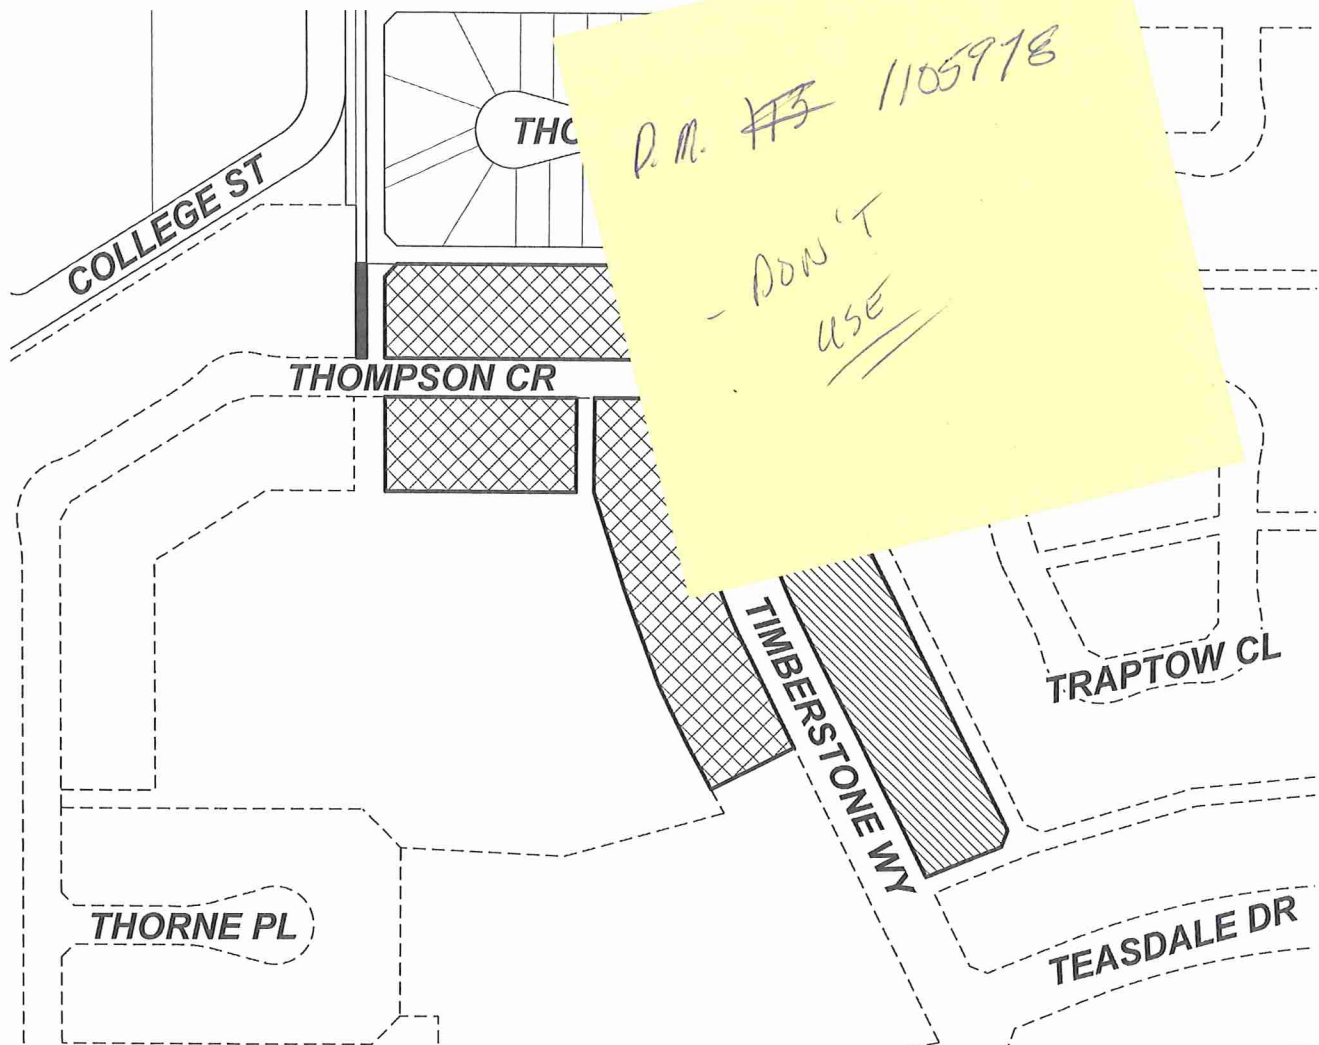 COLLEGE ST
THO
D.M. 1105978
- DON'T
USE
THOMPSON CR
TIMBERSTONE WY
TRAPTOW CL
THORNE PL
TEASDALE DR